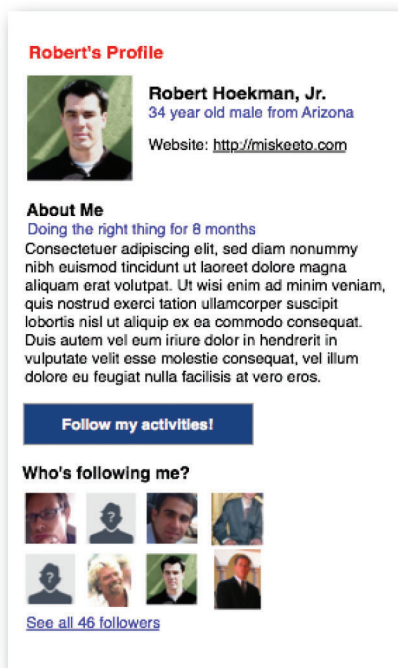 Robert's Profile
Robert Hoekman, Jr.
34 year old male from Arizona
Website: http://miskeeto.com
About Me
Doing the right thing for 8 months
Consectetuer adipiscing elit, sed diam nonummy
nibh euismod tincidunt ut laoreet dolore magna
aliquam erat volutpat. Ut wisi enim ad minim veniam,
quis nostrud exerci tation ullamcorper suscipit
lobortis nisl ut aliquip ex ea commodo consequat.
Duis autem vel eum iriure dolor in hendrerit in
vulputate velit esse molestie consequat, vel illum
dolore eu feugiat nulla facilisis at vero eros.
Follow my activities!
Who's following me?
?
?
See all 46 followers